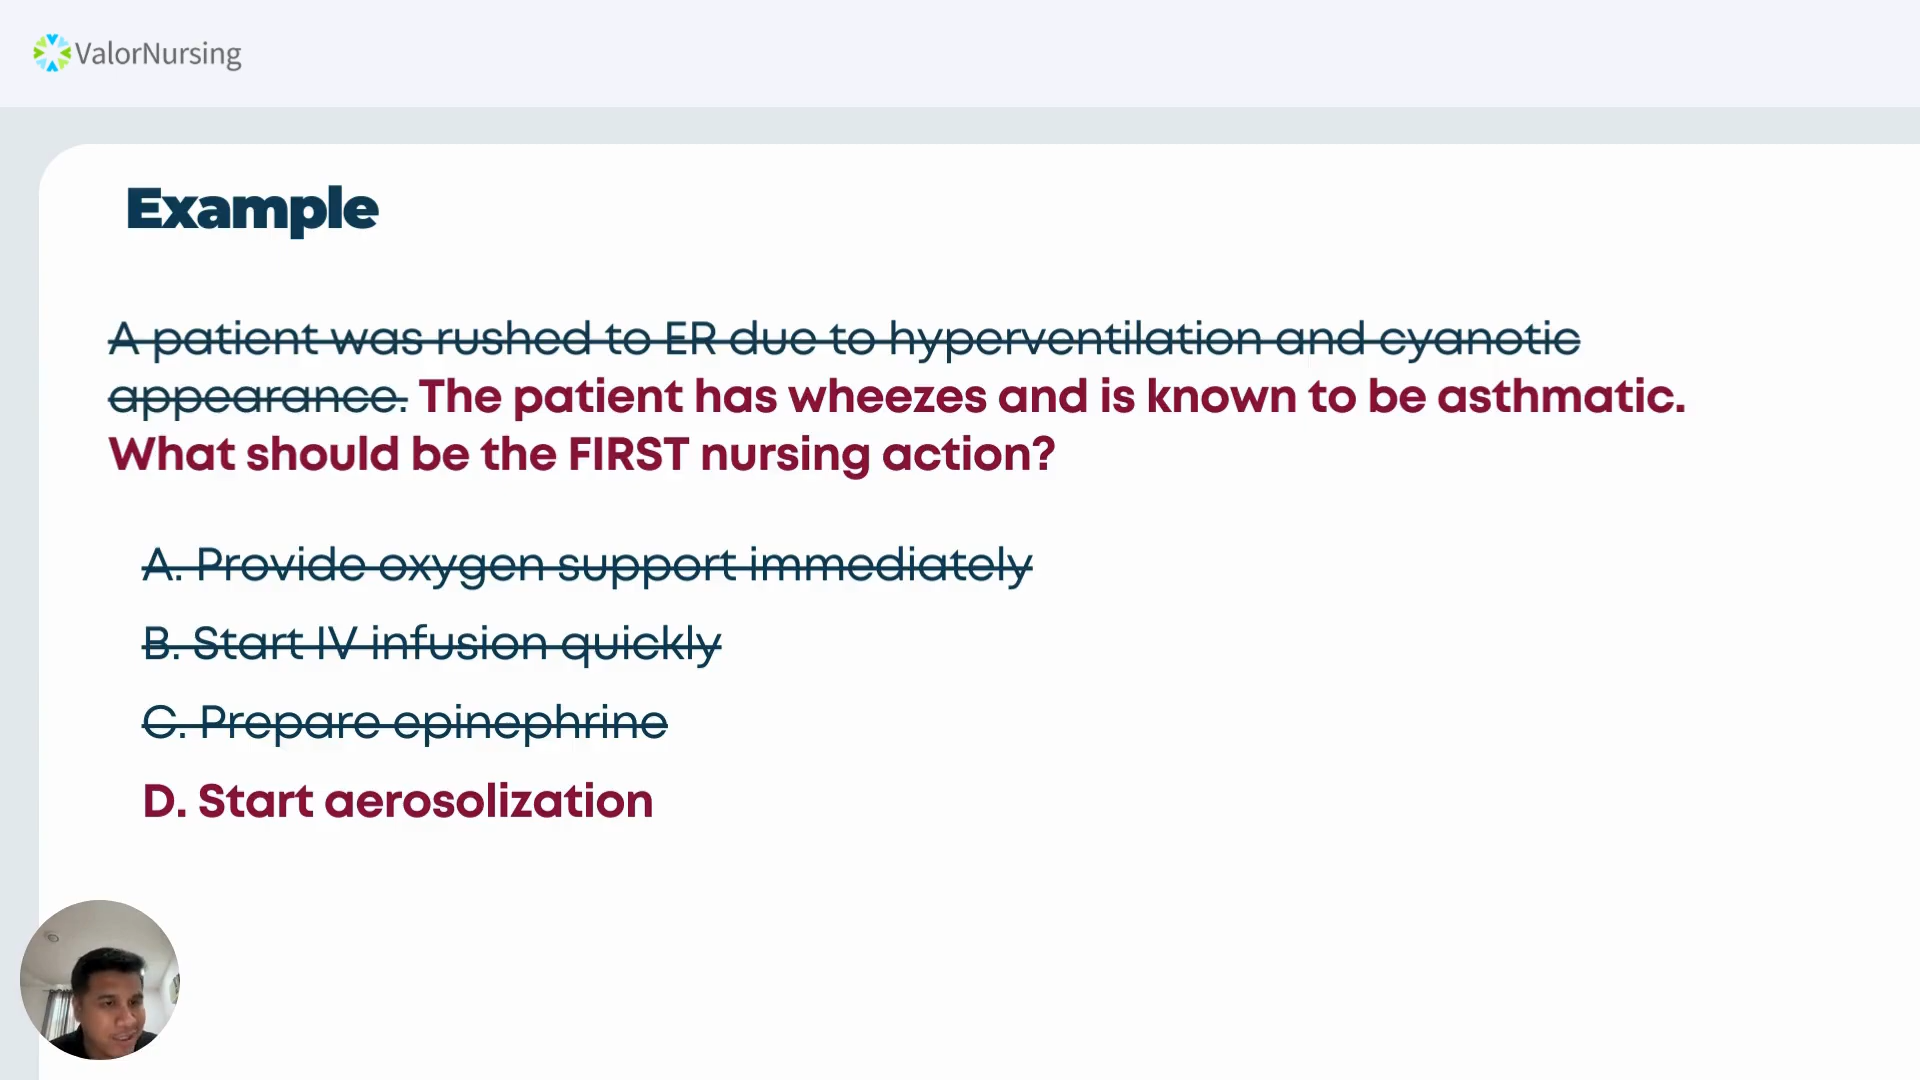 ValorNursing
Example
A patient was rushed to ER due to hyperventilation and cyanotic
appearance. The patient has wheezes and is known to be asthmatic.
What should be the FIRST nursing action?
A. Provide oxygen support immediately
B. Start IV infusion quickly
C. Prepare epinephrine
D. Start aerosolization